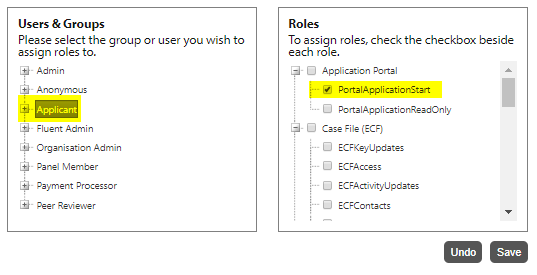 Users & Groups
Please select the group or user you wish to
assign roles to.
Admin
Anonymous
Applicant
Fluent Admin
Organisation Admin
Panel Member
Payment Processor
Peer Reviewer
Roles
To assign roles, check the checkbox beside
each role.
Application Portal
PortalApplicationStart
PortalApplicationReadOnly
Case File (ECF)
ECFKeyUpdates
ECFAccess
ECFActivityUpdates
ECFContacts
Undo
Save